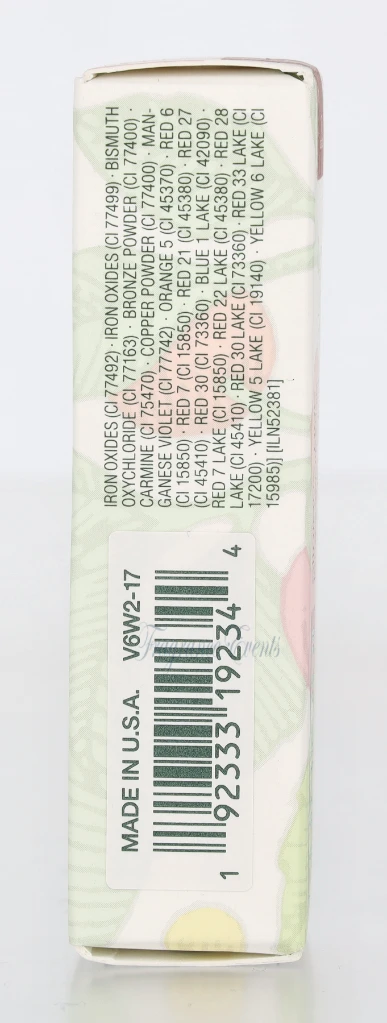 IRON OXIDES (CI 77492) · IRON OXIDES (CI 77499) · BISMUTH
OXYCHLORIDE (CI 77163) · BRONZE POWDER (CI 77400) ·
CARMINE (CI 75470) · COPPER POWDER (CI 77400) · MAN-
GANESE VIOLET (CI 77742) · ORANGE 5 (CI 45370) · RED 6
(CI 15850) · RED 7 (CI 15850) · RED 21 (CI 45380) · RED 27
(CI 45410) · RED 30 (CI 73360) · BLUE 1 LAKE (CI 42090) ·
RED 7 LAKE (CI 15850) · RED 22 LAKE (CI 45380) · RED 28
LAKE (CI 45410) · RED 30 LAKE (CI 73360) · RED 33 LAKE (CI
17200) · YELLOW 5 LAKE (CI 19140) · YELLOW 6 LAKE (CI
15985)] [ILN52381]
MADE IN U.S.A. V6W2-17
1 92333 19234 4
Fragrance Events